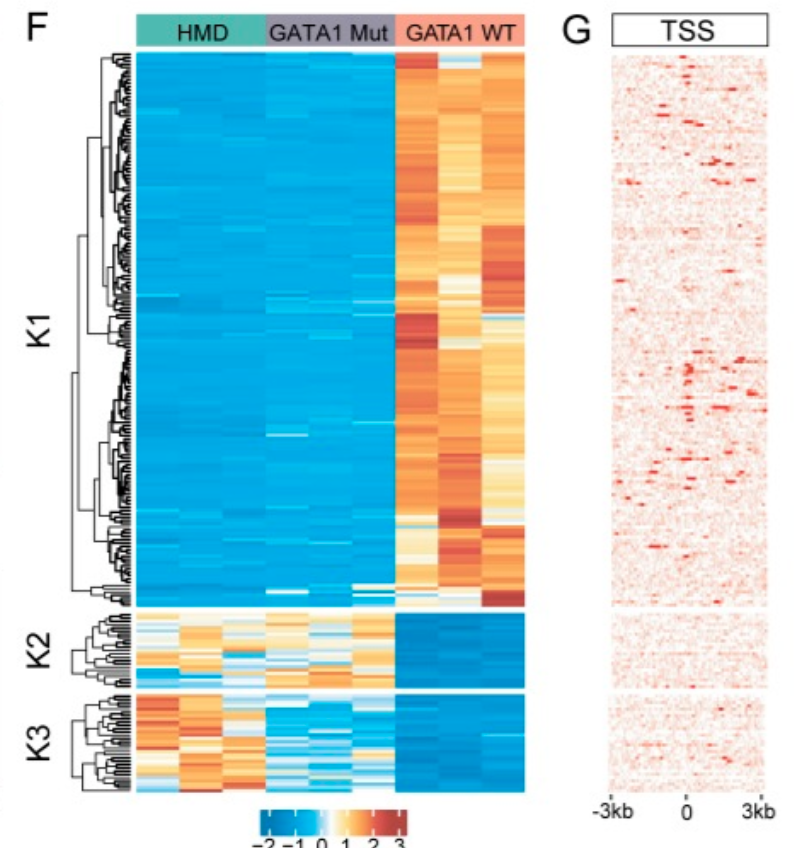 F
HMD GATA1 Mut GATA1 WT
K1
K2
K3
−2 −1 0 1 2 3
G
TSS
-3kb 0 3kb